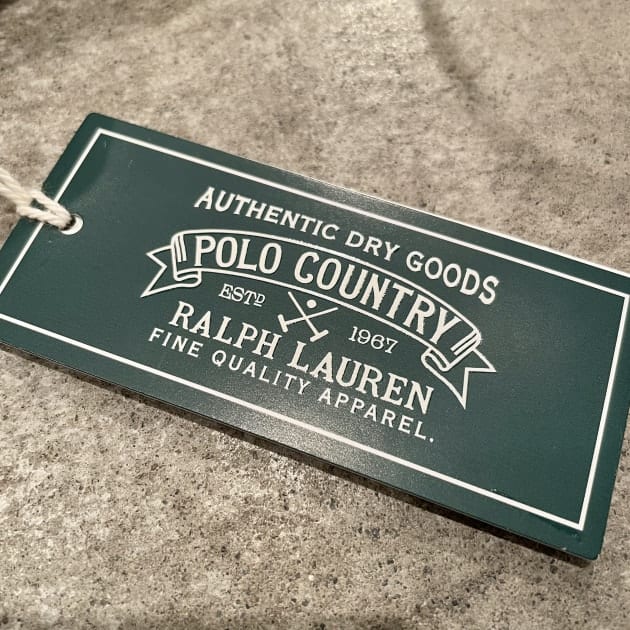 AUTHENTIC DRY GOODS
POLO COUNTRY
ESTD 1967
RALPH LAUREN
FINE QUALITY APPAREL.